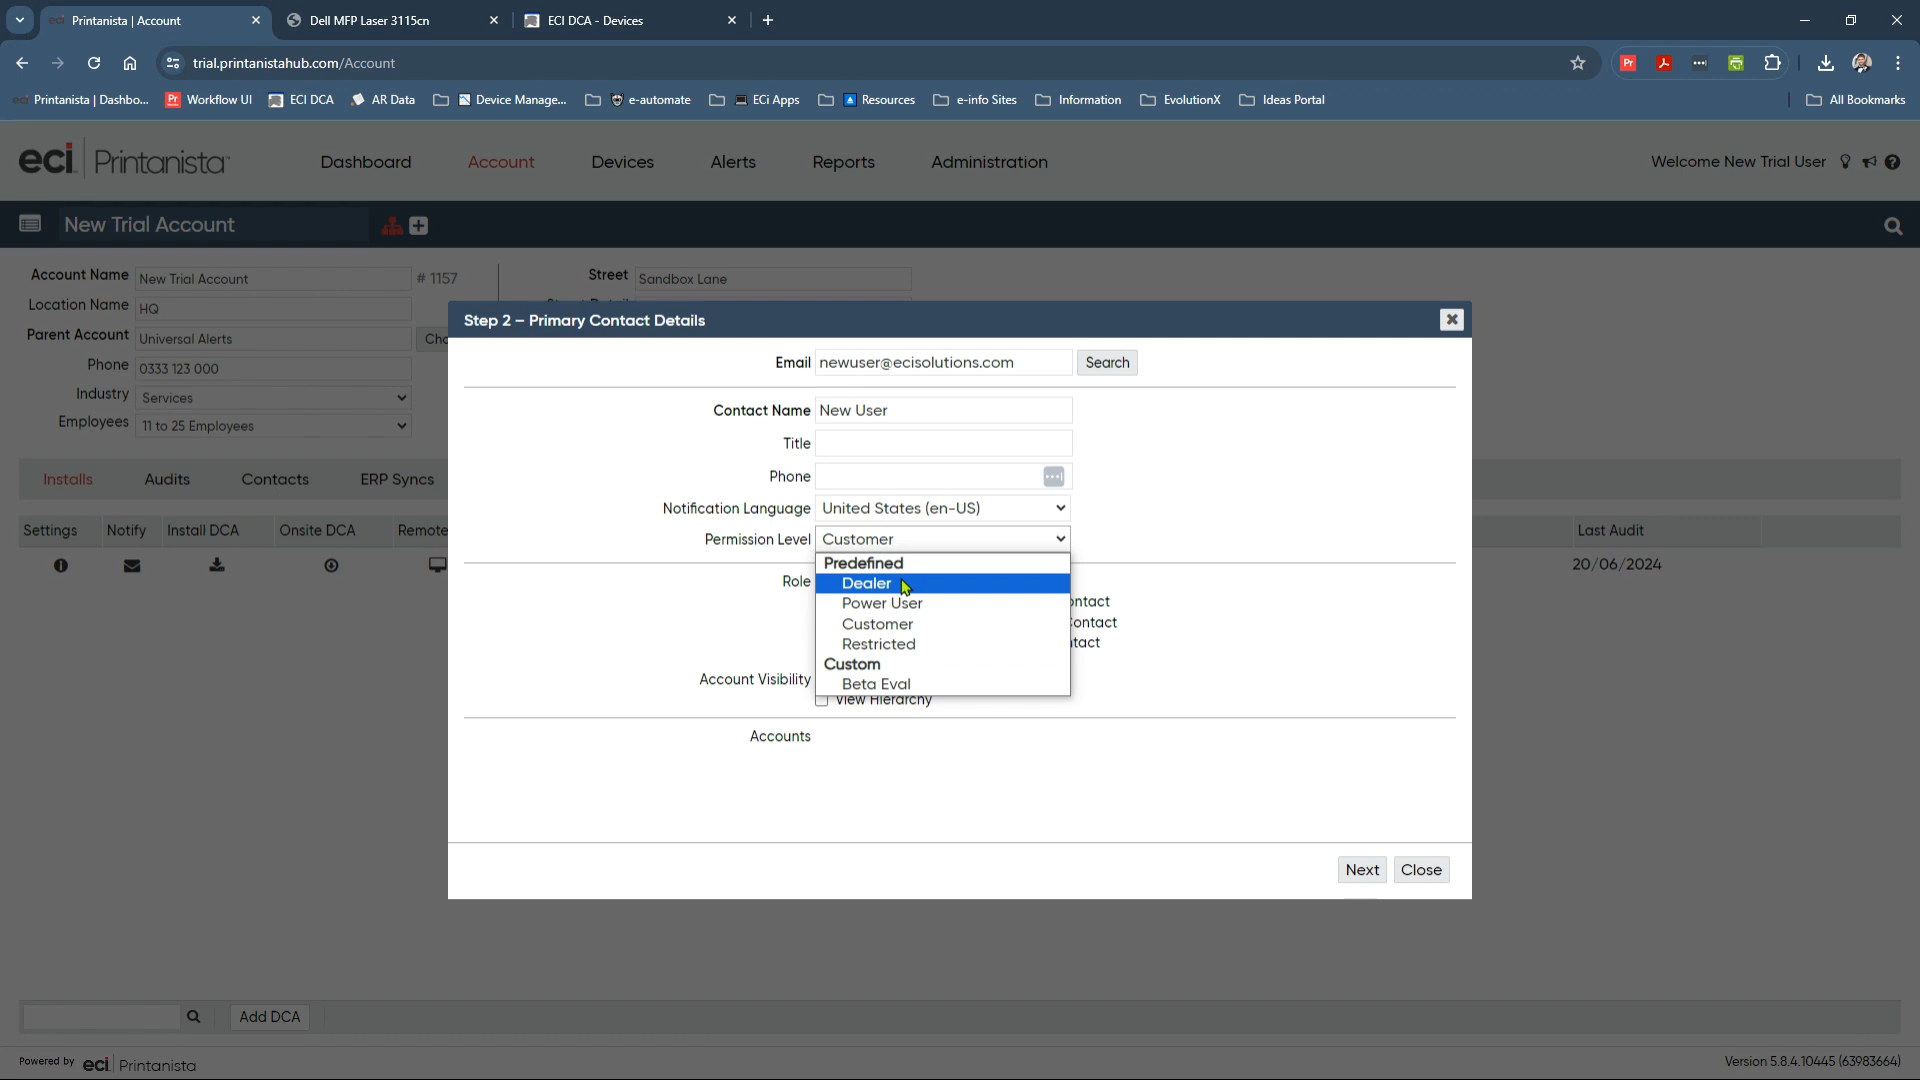 Printanista | Account
Dell MFP Laser 3115cn
ECI DCA - Devices
trial.printanistahub.com/Account
Printanista | Dashbo...
Workflow UI
ECI DCA
AR Data
Device Manage...
e-automate
ECi Apps
Resources
e-info Sites
Information
EvolutionX
Ideas Portal
All Bookmarks
eci Printanista
Dashboard
Account
Devices
Alerts
Reports
Administration
Welcome New Trial User
New Trial Account
Account Name New Trial Account # 1157
Street Sandbox Lane
Location Name HQ
Parent Account Universal Alerts
Phone 0333 123 000
Industry Services
Employees 11 to 25 Employees
Installs
Audits
Contacts
ERP Syncs
Settings
Notify
Install DCA
Onsite DCA
Remote
Last Audit
20/06/2024
Step 2 – Primary Contact Details
Email newuser@ecisolutions.com Search
Contact Name New User
Title
Phone
Notification Language United States (en-US)
Permission Level Customer
Predefined
Dealer
Power User
Customer
Restricted
Custom
Beta Eval
Role
Account Visibility
View Hierarchy
Accounts
Next
Close
Add DCA
Powered by eci Printanista
Version 5.8.4.10445 (63983664)